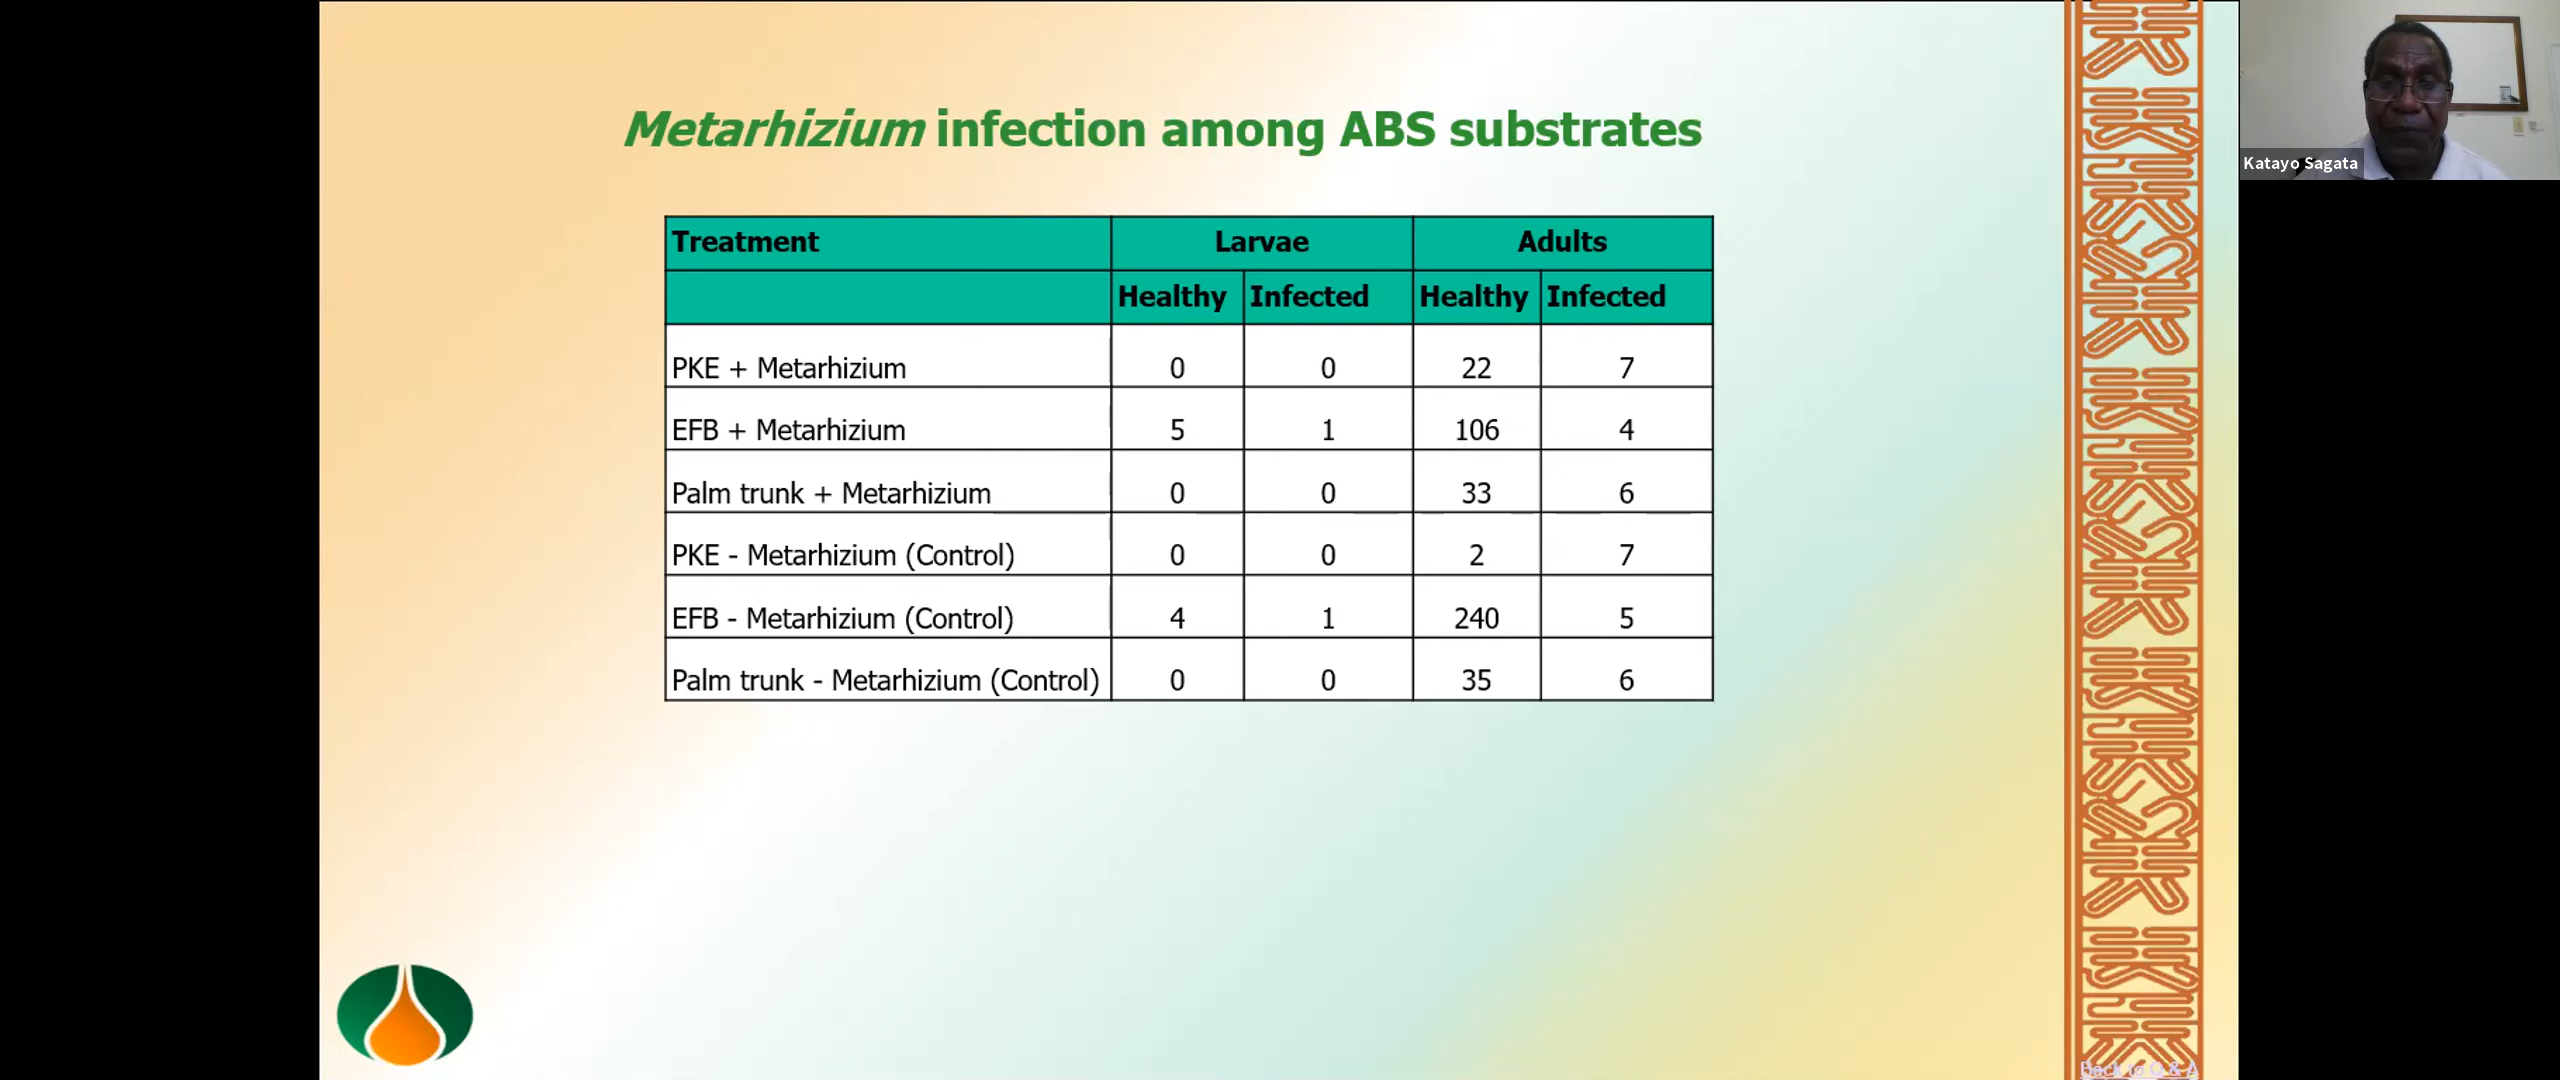 Metarhizium infection among ABS substrates
Katayo Sagata
Treatment Larvae Adults
Healthy Infected Healthy Infected
PKE + Metarhizium 0 0 22 7
EFB + Metarhizium 5 1 106 4
Palm trunk + Metarhizium 0 0 33 6
PKE - Metarhizium (Control) 0 0 2 7
EFB - Metarhizium (Control) 4 1 240 5
Palm trunk - Metarhizium (Control) 0 0 35 6
Back to Q & A